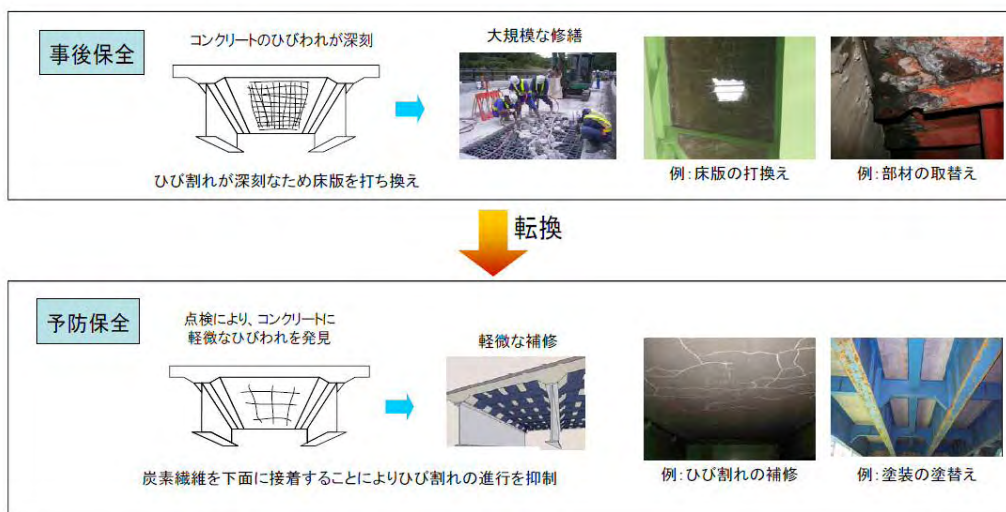 事後保全
コンクリートのひびわれが深刻
大規模な修繕
ひび割れが深刻なため床版を打ち換え
例:床版の打換え
例:部材の取替え
転換
予防保全
点検により、コンクリートに
軽微なひびわれを発見
軽微な補修
炭素繊維を下面に接着することによりひび割れの進行を抑制
例:ひび割れの補修
例:塗装の塗替え